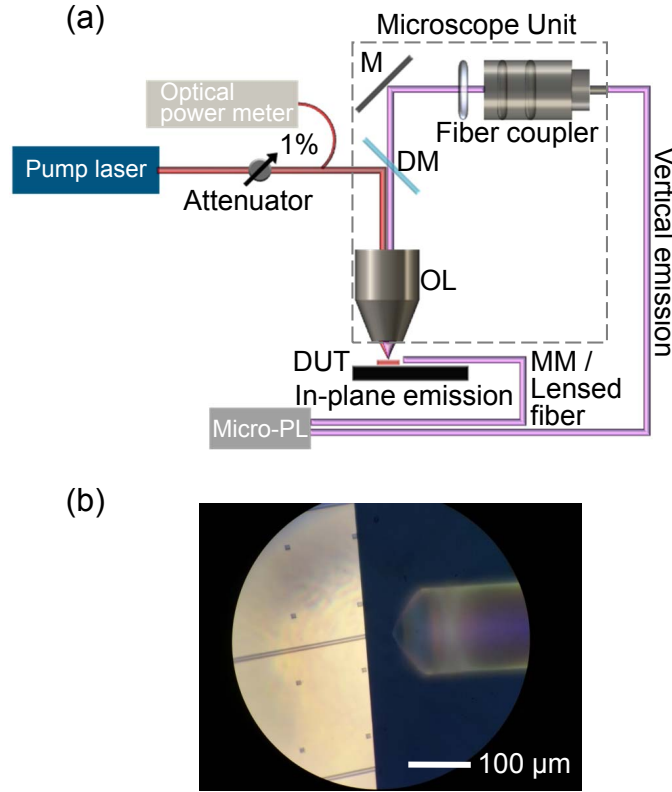 (a)
Microscope Unit
M
Optical
power meter
Fiber coupler
1%
DM
Pump laser
Attenuator
Vertical emission
OL
DUT
MM /
In-plane emission
Lensed
fiber
Micro-PL
(b)
100 µm